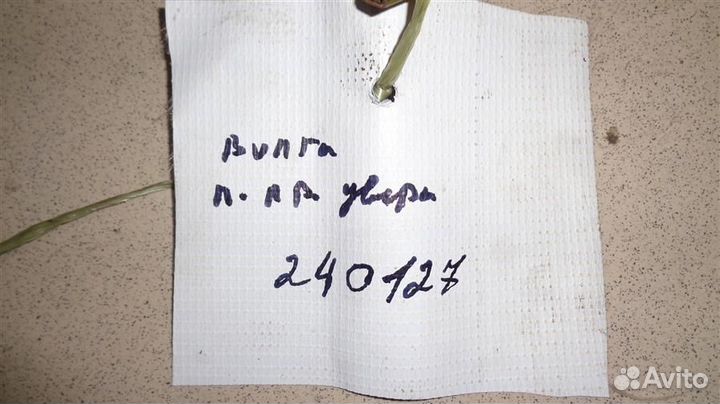 Волга
п. пр. двери
240127
Avito